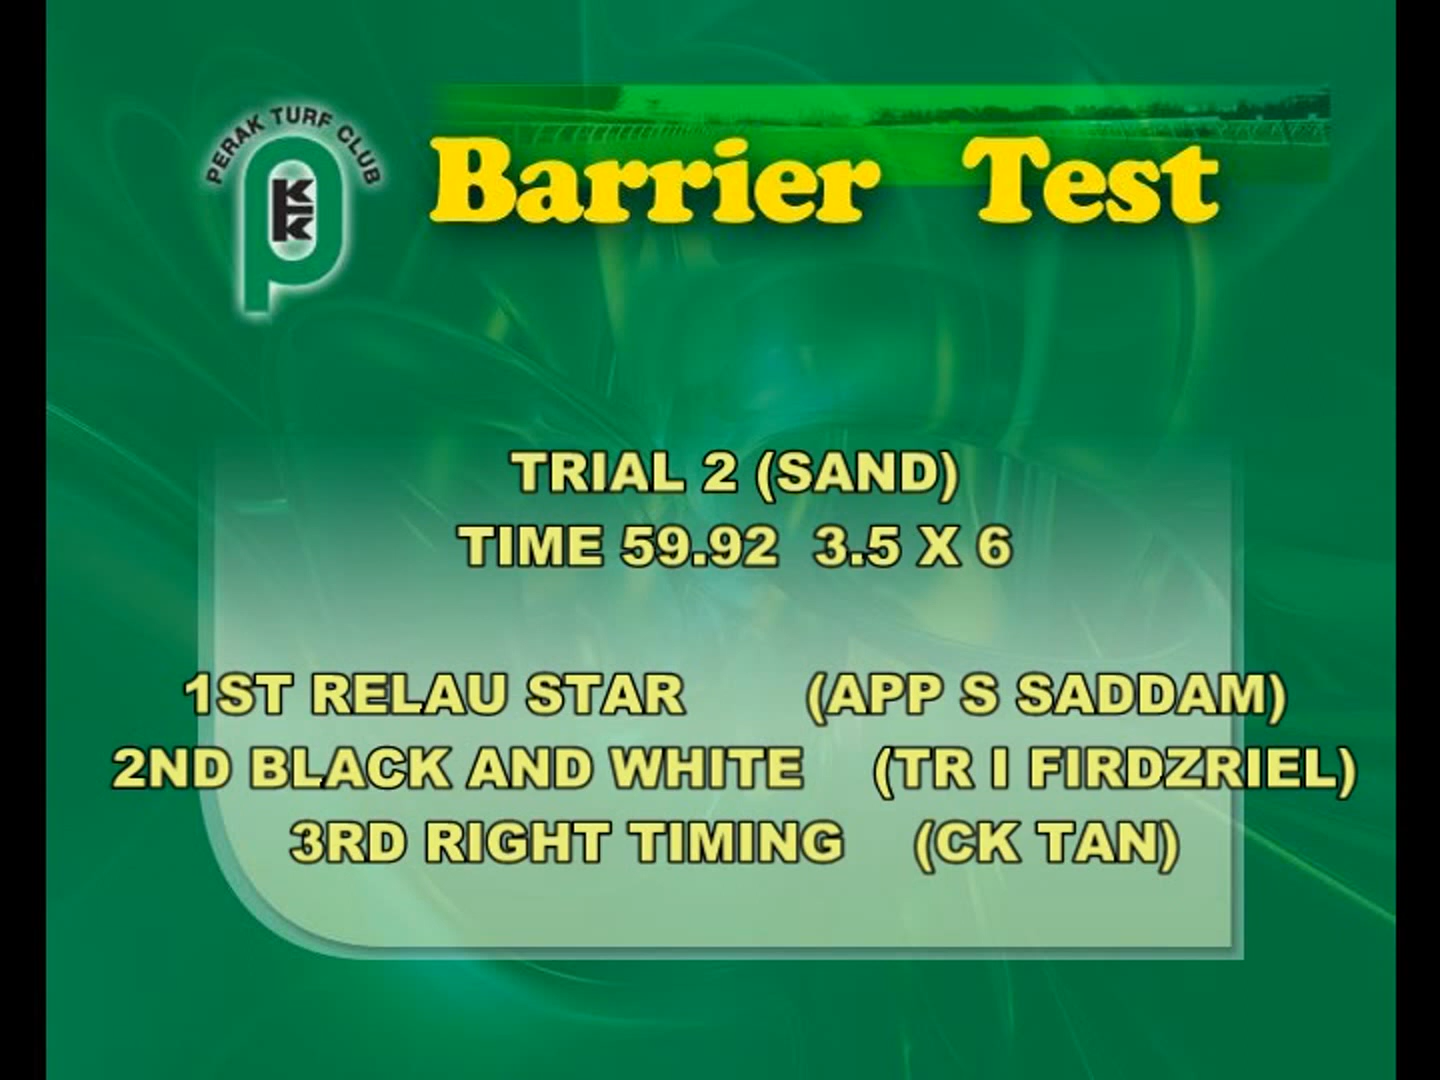 PERAK TURF CLUB
Barrier Test
TRIAL 2 (SAND)
TIME 59.92 3.5 X 6
1ST RELAU STAR (APP S SADDAM)
2ND BLACK AND WHITE (TR I FIRDZRIEL)
3RD RIGHT TIMING (CK TAN)